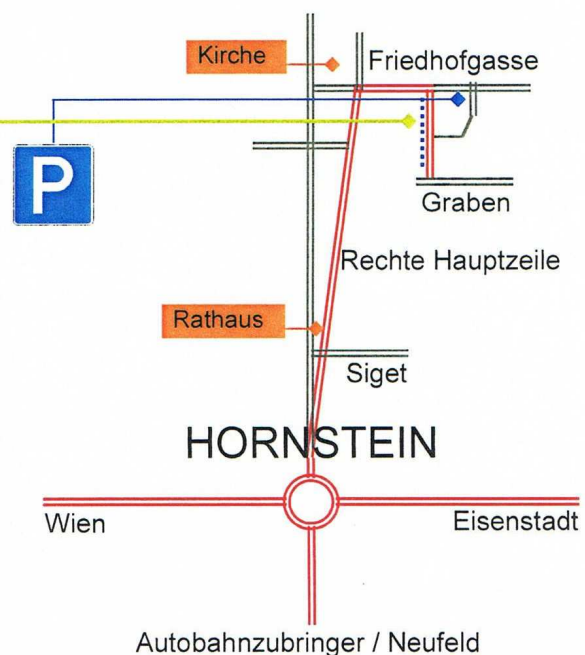 Kirche
Friedhofgasse
P
Graben
Rechte Hauptzeile
Rathaus
Siget
HORNSTEIN
Wien
Eisenstadt
Autobahnzubringer / Neufeld